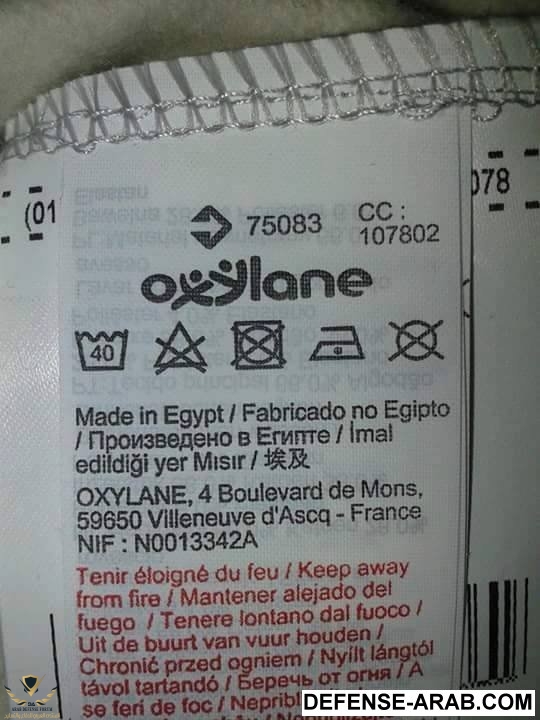 (01
078
75083 CC :
107802
oxylane
40
Made in Egypt / Fabricado no Egipto
/ Произведено в Египте / İmal
edildiği yer Mısır / 埃及
OXYLANE, 4 Boulevard de Mons,
59650 Villeneuve d'Ascq - France
NIF : N0013342A
Tenir éloigné du feu / Keep away
from fire / Mantener alejado del
fuego / Tenere lontano dal fuoco /
Uit de buurt van vuur houden /
Chronić przed ogniem / Nyílt lángtól
távol tartandó / Беречь от огня / A
se feri de foc /
DEFENSE-ARAB.COM